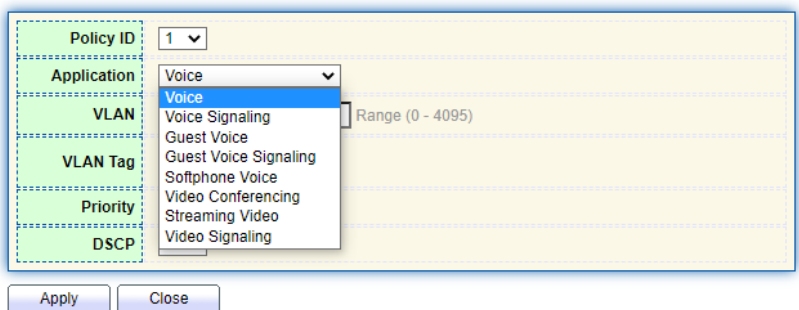 Policy ID 1
Application Voice
Voice
VLAN Range (0 - 4095)
Voice Signaling
Guest Voice
VLAN Tag Guest Voice Signaling
Softphone Voice
Video Conferencing
Priority Streaming Video
DSCP Video Signaling
Apply Close